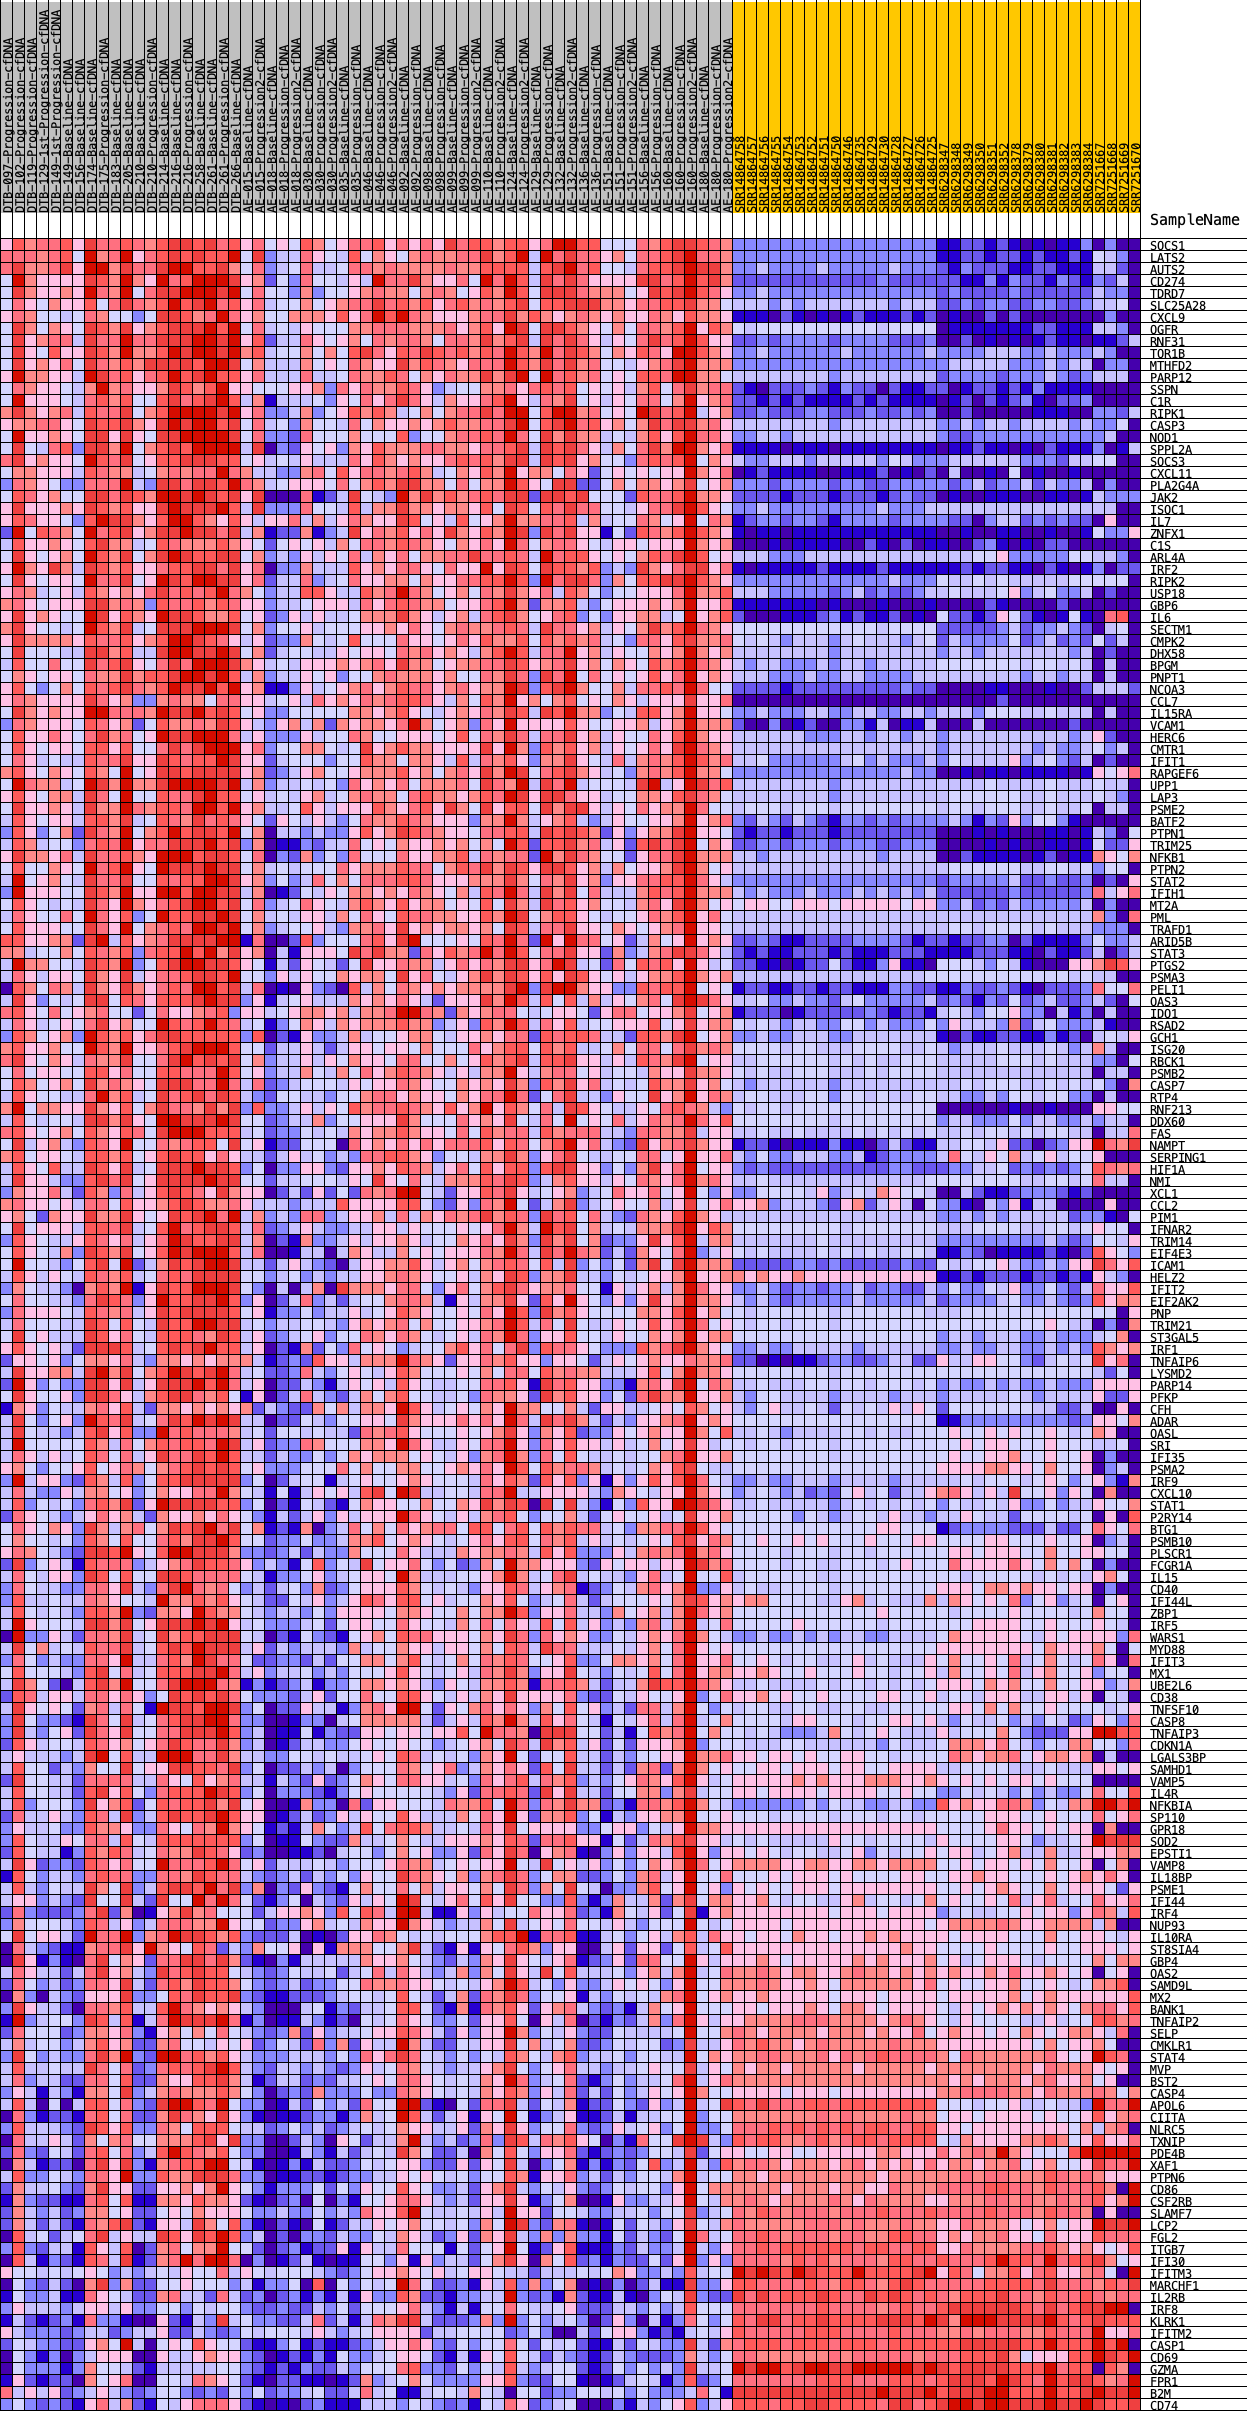 DTB-097-Progression-cfDNA
DTB-102-Progression-cfDNA
DTB-119-Progression-cfDNA
DTB-129-1st-Progression-cfDNA
DTB-149-1st-Progression-cfDNA
DTB-149-Baseline-cfDNA
DTB-156-Baseline-cfDNA
DTB-174-Baseline-cfDNA
DTB-175-Progression-cfDNA
DTB-183-Baseline-cfDNA
DTB-205-Baseline-cfDNA
DTB-209-Baseline-cfDNA
DTB-210-Progression-cfDNA
DTB-214-Baseline-cfDNA
DTB-216-Baseline-cfDNA
DTB-216-Progression-cfDNA
DTB-258-Baseline-cfDNA
DTB-261-Baseline-cfDNA
DTB-261-Progression-cfDNA
DTB-266-Baseline-cfDNA
AE-015-Baseline-cfDNA
AE-015-Progression2-cfDNA
AE-018-Baseline-cfDNA
AE-018-Progression-cfDNA
AE-018-Progression2-cfDNA
AE-030-Baseline-cfDNA
AE-030-Progression-cfDNA
AE-030-Progression2-cfDNA
AE-035-Progression2-cfDNA
AE-035-Progression-cfDNA
AE-046-Baseline-cfDNA
AE-046-Progression-cfDNA
AE-046-Progression2-cfDNA
AE-092-Baseline-cfDNA
AE-092-Progression2-cfDNA
AE-098-Baseline-cfDNA
AE-098-Progression2-cfDNA
AE-099-Baseline-cfDNA
AE-099-Progression-cfDNA
AE-099-Progression2-cfDNA
AE-110-Baseline-cfDNA
AE-110-Progression2-cfDNA
AE-124-Baseline-cfDNA
AE-124-Progression2-cfDNA
AE-129-Baseline-cfDNA
AE-129-Progression2-cfDNA
AE-132-Baseline-cfDNA
AE-132-Progression2-cfDNA
AE-136-Baseline-cfDNA
AE-136-Progression2-cfDNA
AE-151-Baseline-cfDNA
AE-151-Progression-cfDNA
AE-151-Progression2-cfDNA
AE-156-Baseline-cfDNA
AE-156-Progression-cfDNA
AE-160-Baseline-cfDNA
AE-160-Progression-cfDNA
AE-160-Progression2-cfDNA
AE-180-Baseline-cfDNA
AE-180-Progression-cfDNA
AE-180-Progression2-cfDNA
SRR14864758
SRR14864757
SRR14864756
SRR14864755
SRR14864754
SRR14864753
SRR14864752
SRR14864751
SRR14864750
SRR14864746
SRR14864735
SRR14864729
SRR14864730
SRR14864728
SRR14864727
SRR14864726
SRR14864725
SRR6298347
SRR6298348
SRR6298349
SRR6298350
SRR6298351
SRR6298352
SRR6298378
SRR6298379
SRR6298380
SRR6298381
SRR6298382
SRR6298383
SRR6298384
SRR7251667
SRR7251668
SRR7251669
SRR7251670
SampleName
SOCS1
LATS2
AUTS2
CD274
TDRD7
SLC25A28
CXCL9
OGFR
RNF31
TOR1B
MTHFD2
PARP12
SSPN
C1R
RIPK1
CASP3
NOD1
SPPL2A
SOCS3
CXCL11
PLA2G4A
JAK2
ISOC1
IL7
ZNFX1
C1S
ARL4A
IRF2
RIPK2
USP18
GBP6
IL6
SECTM1
CMPK2
DHX58
BPGM
PNPT1
NCOA3
CCL7
IL15RA
VCAM1
HERC6
CMTR1
IFIT1
RAPGEF6
UPP1
LAP3
PSME2
BATF2
PTPN1
TRIM25
NFKB1
PTPN2
STAT2
IFIH1
MT2A
PML
TRAFD1
ARID5B
STAT3
PTGS2
PSMA3
PELI1
OAS3
IDO1
RSAD2
GCH1
ISG20
RBCK1
PSMB2
CASP7
RTP4
RNF213
DDX60
FAS
NAMPT
SERPING1
HIF1A
NMI
XCL1
CCL2
PIM1
IFNAR2
TRIM14
EIF4E3
ICAM1
HELZ2
IFIT2
EIF2AK2
PNP
TRIM21
ST3GAL5
IRF1
TNFAIP6
LYSMD2
PARP14
PFKP
CFH
ADAR
OASL
SRI
IFI35
PSMA2
IRF9
CXCL10
STAT1
P2RY14
BTG1
PSMB10
PLSCR1
FCGR1A
IL15
CD40
IFI44L
ZBP1
IRF5
WARS1
MYD88
IFIT3
MX1
UBE2L6
CD38
TNFSF10
CASP8
TNFAIP3
CDKN1A
LGALS3BP
SAMHD1
VAMP5
IL4R
NFKBIA
SP110
GPR18
SOD2
EPSTI1
VAMP8
IL18BP
PSME1
IFI44
IRF4
NUP93
IL10RA
ST8SIA4
GBP4
OAS2
SAMD9L
MX2
BANK1
TNFAIP2
SELP
CMKLR1
STAT4
MVP
BST2
CASP4
APOL6
CIITA
NLRC5
TXNIP
PDE4B
XAF1
PTPN6
CD86
CSF2RB
SLAMF7
LCP2
FGL2
ITGB7
IFI30
IFITM3
MARCHF1
IL2RB
IRF8
KLRK1
IFITM2
CASP1
CD69
GZMA
FPR1
B2M
CD74